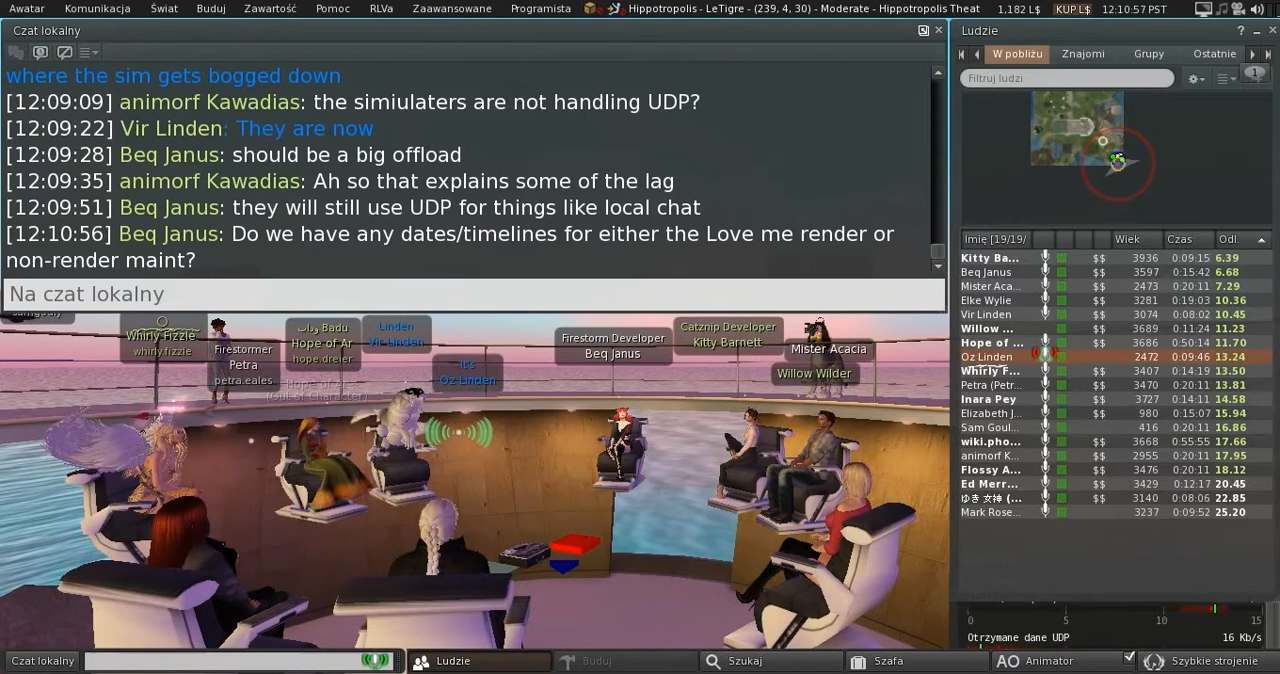 Awatar Komunikacja Świat Buduj Zawartość Pomoc RLVa Zaawansowane Programista Hippotropolis - LeTigre - (239, 4, 30) - Moderate - Hippotropolis Theat 1,182 L$ KUP L$ 12:10:57 PST
Czat lokalny
where the sim gets bogged down
[12:09:09] animorf Kawadias: the simiulaters are not handling UDP?
[12:09:22] Vir Linden: They are now
[12:09:28] Beq Janus: should be a big offload
[12:09:35] animorf Kawadias: Ah so that explains some of the lag
[12:09:51] Beq Janus: they will still use UDP for things like local chat
[12:10:56] Beq Janus: Do we have any dates/timelines for either the Love me render or
non-render maint?
Na czat lokalny
Whirly Fizzle
whirly.fizzle
Firestormer
Petra
petra.eales
وداب Badu
Hope of Ar
hope.dreier
Hope of A
(Out of Character)
Linden
Vir Linden
It's
Oz Linden
Firestorm Developer
Beq Janus
Catznip Developer
Kitty Barnett
Mister Acacia
Willow Wilder
Ludzie
? _ ×
W pobliżu Znajomi Grupy Ostatnie
Filtruj ludzi
1
Imię [19/19/ Wiek Czas Odl.
Kitty Ba... $$ 3936 0:09:15 6.39
Beq Janus $$ 3597 0:15:42 6.68
Mister Aca... $$ 2473 0:20:11 7.29
Elke Wylie $$ 3281 0:19:03 10.36
Vir Linden $$ 3074 0:08:02 10.45
Willow ... $$ 3689 0:11:24 11.23
Hope of ... $$ 3686 0:50:14 11.70
Oz Linden 2472 0:09:46 13.24
Whirly F... $$ 3407 0:14:19 13.50
Petra (Petr... $$ 3470 0:20:11 13.81
Inara Pey $$ 3727 0:14:11 14.58
Elizabeth J... $$ 980 0:15:07 15.94
Sam Goul... 416 0:20:11 16.86
wiki.pho... $$ 3668 0:55:55 17.66
animorf K... $$ 2955 0:20:11 17.95
Flossy A... $$ 3476 0:20:11 18.12
Ed Merr... $$ 3429 0:12:17 20.45
ゆき 女神 (... $$ 3140 0:08:06 22.85
Mark Rose... 3237 0:09:52 25.20
0 5 10 15
Otrzymane dane UDP 16 Kb/s
Czat lokalny Ludzie Buduj Szukaj Szafa AO Animator Szybkie strojenie